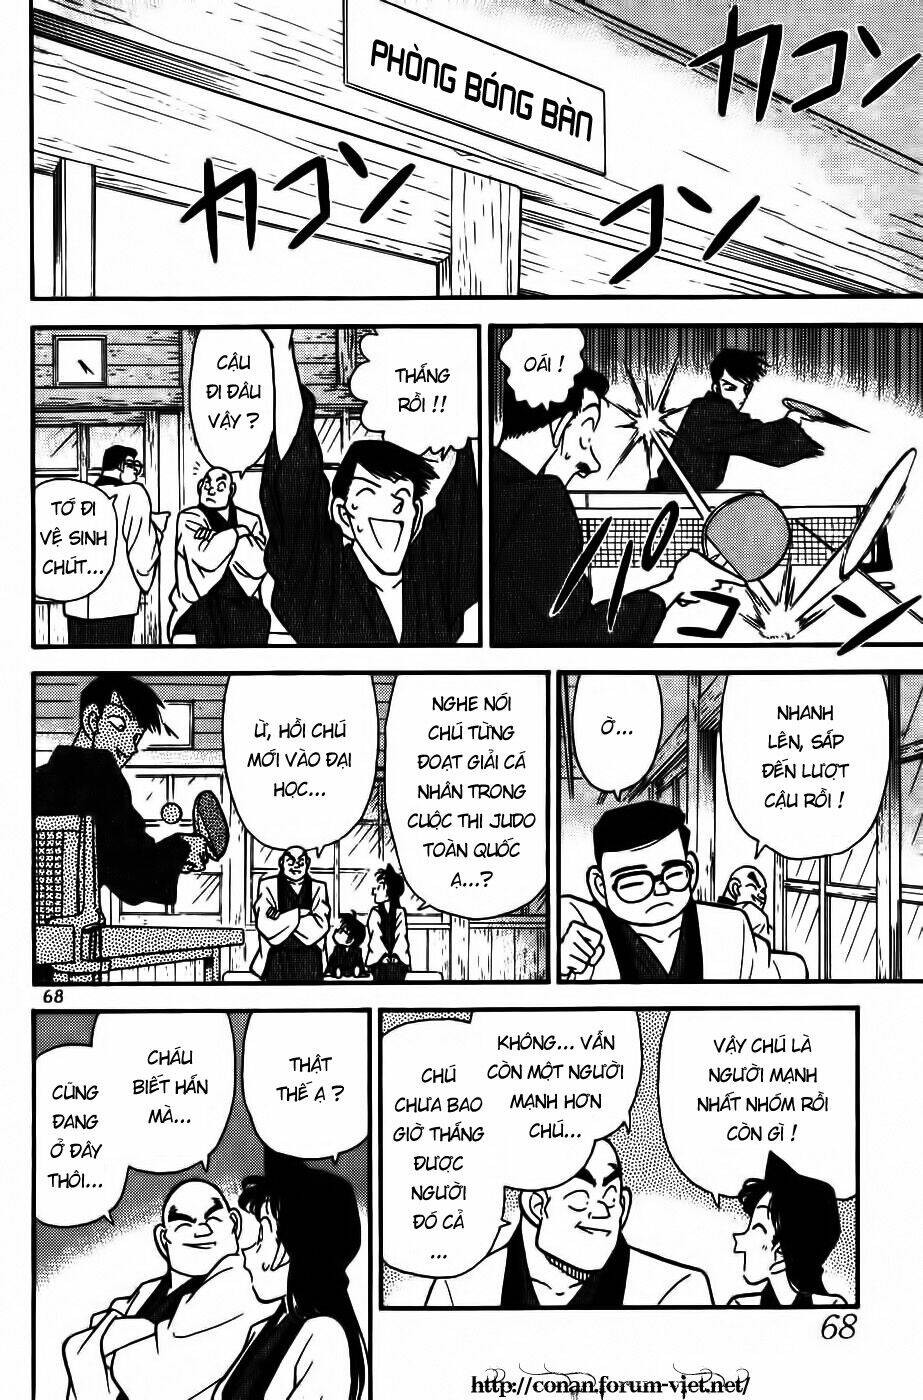 PHÒNG BÓNG BÀN
カコン
カコン
カコン
OÁI !
パパパ
コッ
THẮNG
RỒI !!
CẬU
ĐI ĐÂU
VẬY ?
TỚ ĐI
VỆ SINH
CHÚT...
NHANH
LÊN, SẮP
ĐẾN LƯỢT
CẬU RỒI !
Ờ...
NGHE NÓI
CHÚ TỪNG
ĐOẠT GIẢI CÁ
NHÂN TRONG
CUỘC THI JUDO
TOÀN QUỐC
Ạ...?
Ừ, HỒI CHÚ
MỚI VÀO ĐẠI
HỌC...
68
VẬY CHÚ LÀ
NGƯỜI MẠNH
NHẤT NHÓM RỒI
CÒN GÌ !
KHÔNG... VẪN
CÒN MỘT NGƯỜI
MẠNH HƠN
CHÚ...
CHÚ
CHƯA BAO
GIỜ THẮNG
ĐƯỢC
NGƯỜI
ĐÓ CẢ
...
THẬT
THẾ Ạ ?
CHÁU
BIẾT HẮN
MÀ...
CŨNG
ĐANG
Ở ĐÂY
THÔI...
68
http://conan.forum-viet.net/